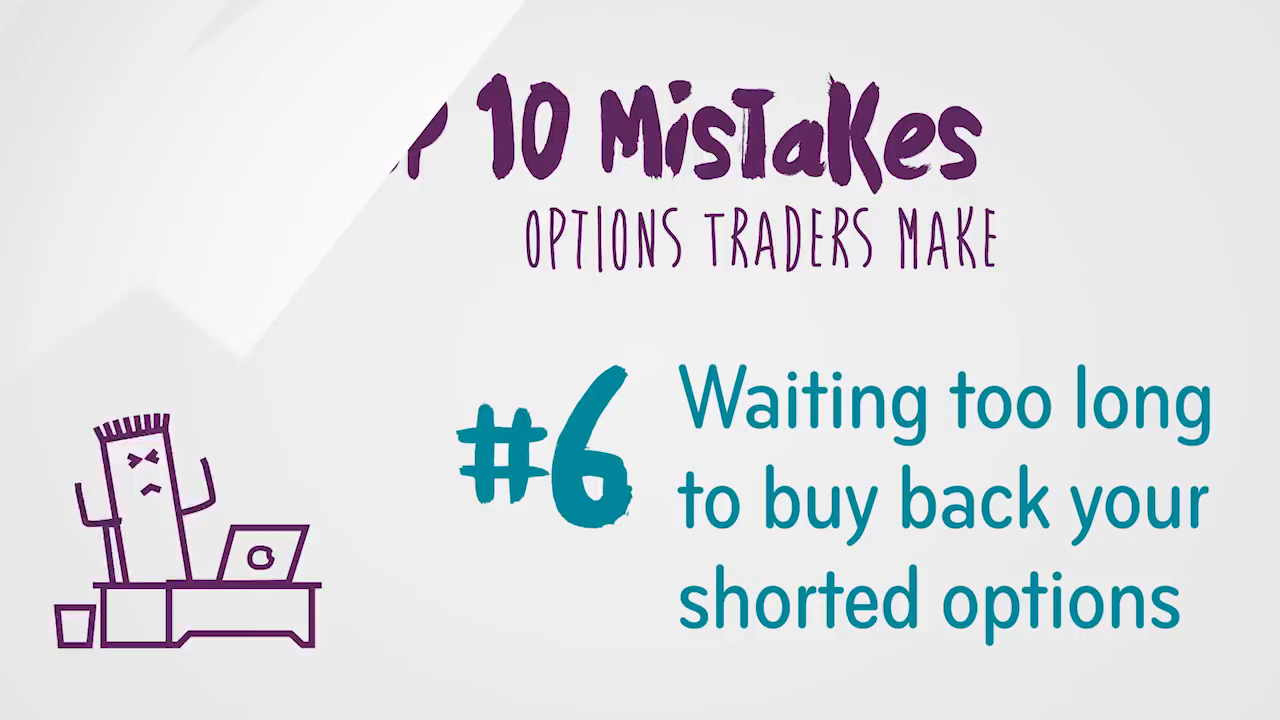 10 Mistakes
OPTIONS TRADERS MAKE
#6
Waiting too long
to buy back your
shorted options